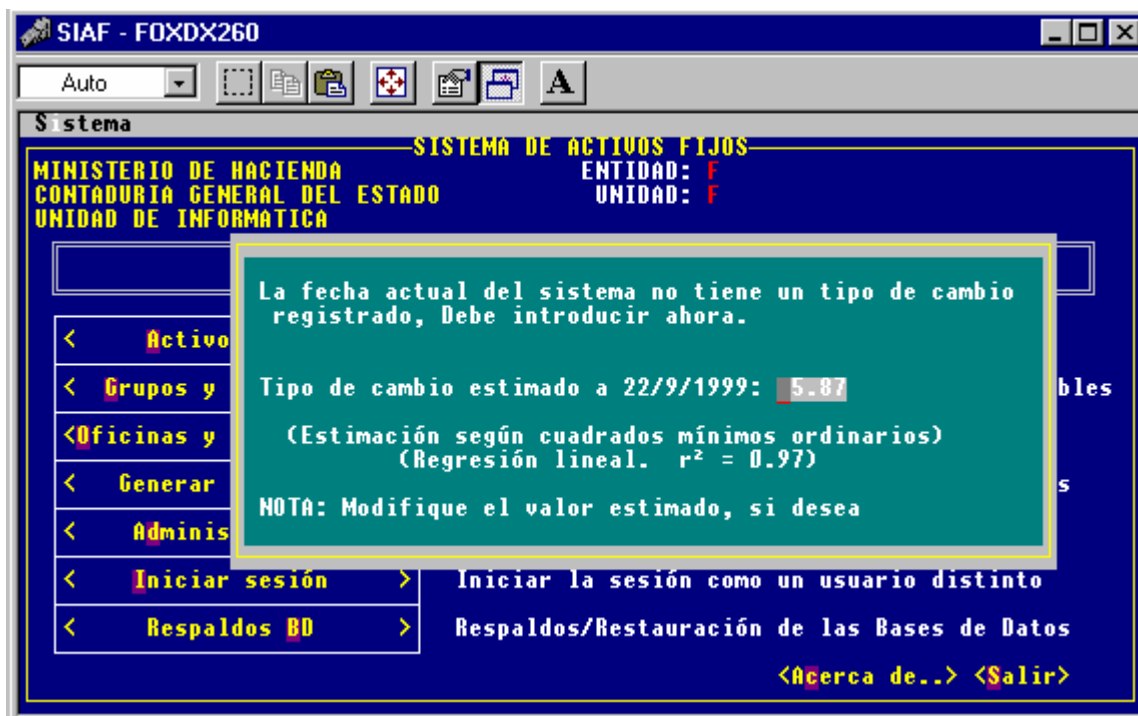 SIAF - FOXDX260
Auto
A
Sistema
SISTEMA DE ACTIVOS FIJOS
MINISTERIO DE HACIENDA ENTIDAD: F
CONTADURIA GENERAL DEL ESTADO UNIDAD: F
UNIDAD DE INFORMATICA
La fecha actual del sistema no tiene un tipo de cambio
registrado, Debe introducir ahora.
Tipo de cambio estimado a 22/9/1999: 5.87
(Estimación según cuadrados mínimos ordinarios)
(Regresión lineal. r² = 0.97)
NOTA: Modifique el valor estimado, si desea
< Activo
< Grupos y bles
<Oficinas y
< Generar s
< Adminis
< Iniciar sesión > Iniciar la sesión como un usuario distinto
< Respaldos BD > Respaldos/Restauración de las Bases de Datos
<Acerca de..> <Salir>